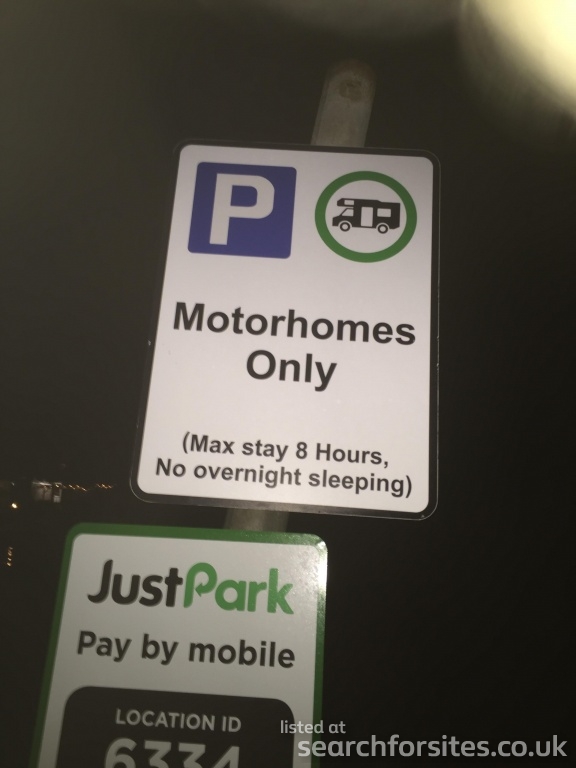 P
Motorhomes
Only
(Max stay 8 Hours,
No overnight sleeping)
JustPark
Pay by mobile
LOCATION ID
6334
listed at
searchforsites.co.uk